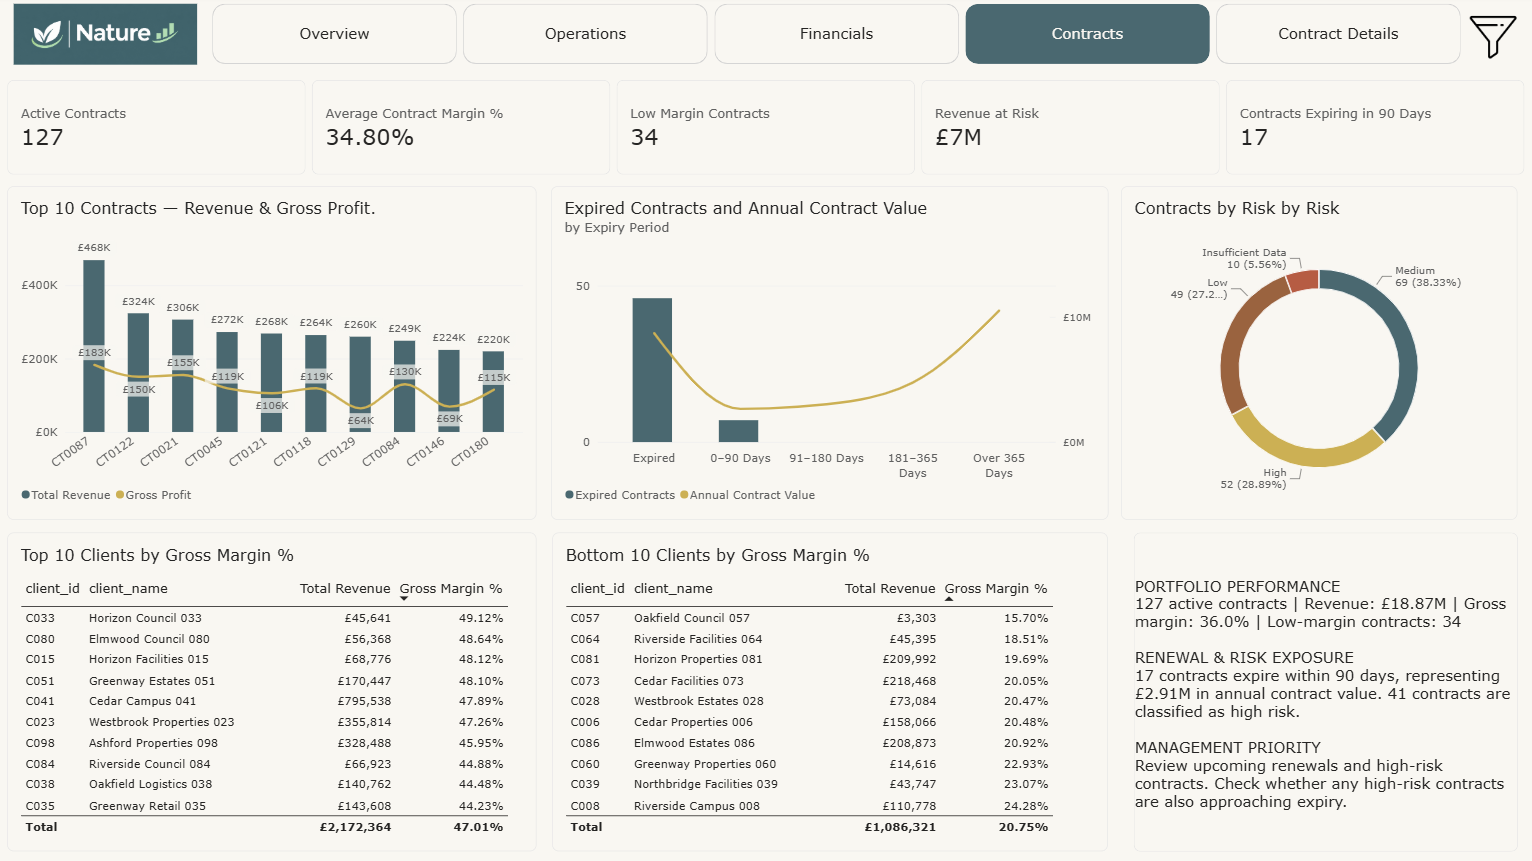 Nature
Overview
Operations
Financials
Contracts
Contract Details
Active Contracts
127
Average Contract Margin %
34.80%
Low Margin Contracts
34
Revenue at Risk
£7M
Contracts Expiring in 90 Days
17
Top 10 Contracts — Revenue & Gross Profit.
£468K
£324K
£306K
£272K
£268K
£264K
£260K
£249K
£224K
£220K
£183K
£150K
£155K
£119K
£106K
£119K
£64K
£130K
£69K
£115K
£400K
£200K
£0K
CT0087
CT0122
CT0021
CT0045
CT0121
CT0118
CT0129
CT0084
CT0146
CT0180
Total Revenue
Gross Profit
Expired Contracts and Annual Contract Value
by Expiry Period
50
0
£10M
£0M
Expired
0–90 Days
91–180 Days
181–365
Days
Over 365
Days
Expired Contracts
Annual Contract Value
Contracts by Risk by Risk
Insufficient Data
10 (5.56%)
Low
49 (27.2...)
Medium
69 (38.33%)
High
52 (28.89%)
Top 10 Clients by Gross Margin %
client_id client_name Total Revenue Gross Margin %
C033 Horizon Council 033 £45,641 49.12%
C080 Elmwood Council 080 £56,368 48.64%
C015 Horizon Facilities 015 £68,776 48.12%
C051 Greenway Estates 051 £170,447 48.10%
C041 Cedar Campus 041 £795,538 47.89%
C023 Westbrook Properties 023 £355,814 47.26%
C098 Ashford Properties 098 £328,488 45.95%
C084 Riverside Council 084 £66,923 44.88%
C038 Oakfield Logistics 038 £140,762 44.48%
C035 Greenway Retail 035 £143,608 44.23%
Total £2,172,364 47.01%
Bottom 10 Clients by Gross Margin %
client_id client_name Total Revenue Gross Margin %
C057 Oakfield Council 057 £3,303 15.70%
C064 Riverside Facilities 064 £45,395 18.51%
C081 Horizon Properties 081 £209,992 19.69%
C073 Cedar Facilities 073 £218,468 20.05%
C028 Westbrook Estates 028 £73,084 20.47%
C006 Cedar Properties 006 £158,066 20.48%
C086 Elmwood Estates 086 £208,873 20.92%
C060 Greenway Properties 060 £14,616 22.93%
C039 Northbridge Facilities 039 £43,747 23.07%
C008 Riverside Campus 008 £110,778 24.28%
Total £1,086,321 20.75%
PORTFOLIO PERFORMANCE
127 active contracts | Revenue: £18.87M | Gross
margin: 36.0% | Low-margin contracts: 34
RENEWAL & RISK EXPOSURE
17 contracts expire within 90 days, representing
£2.91M in annual contract value. 41 contracts are
classified as high risk.
MANAGEMENT PRIORITY
Review upcoming renewals and high-risk
contracts. Check whether any high-risk contracts
are also approaching expiry.